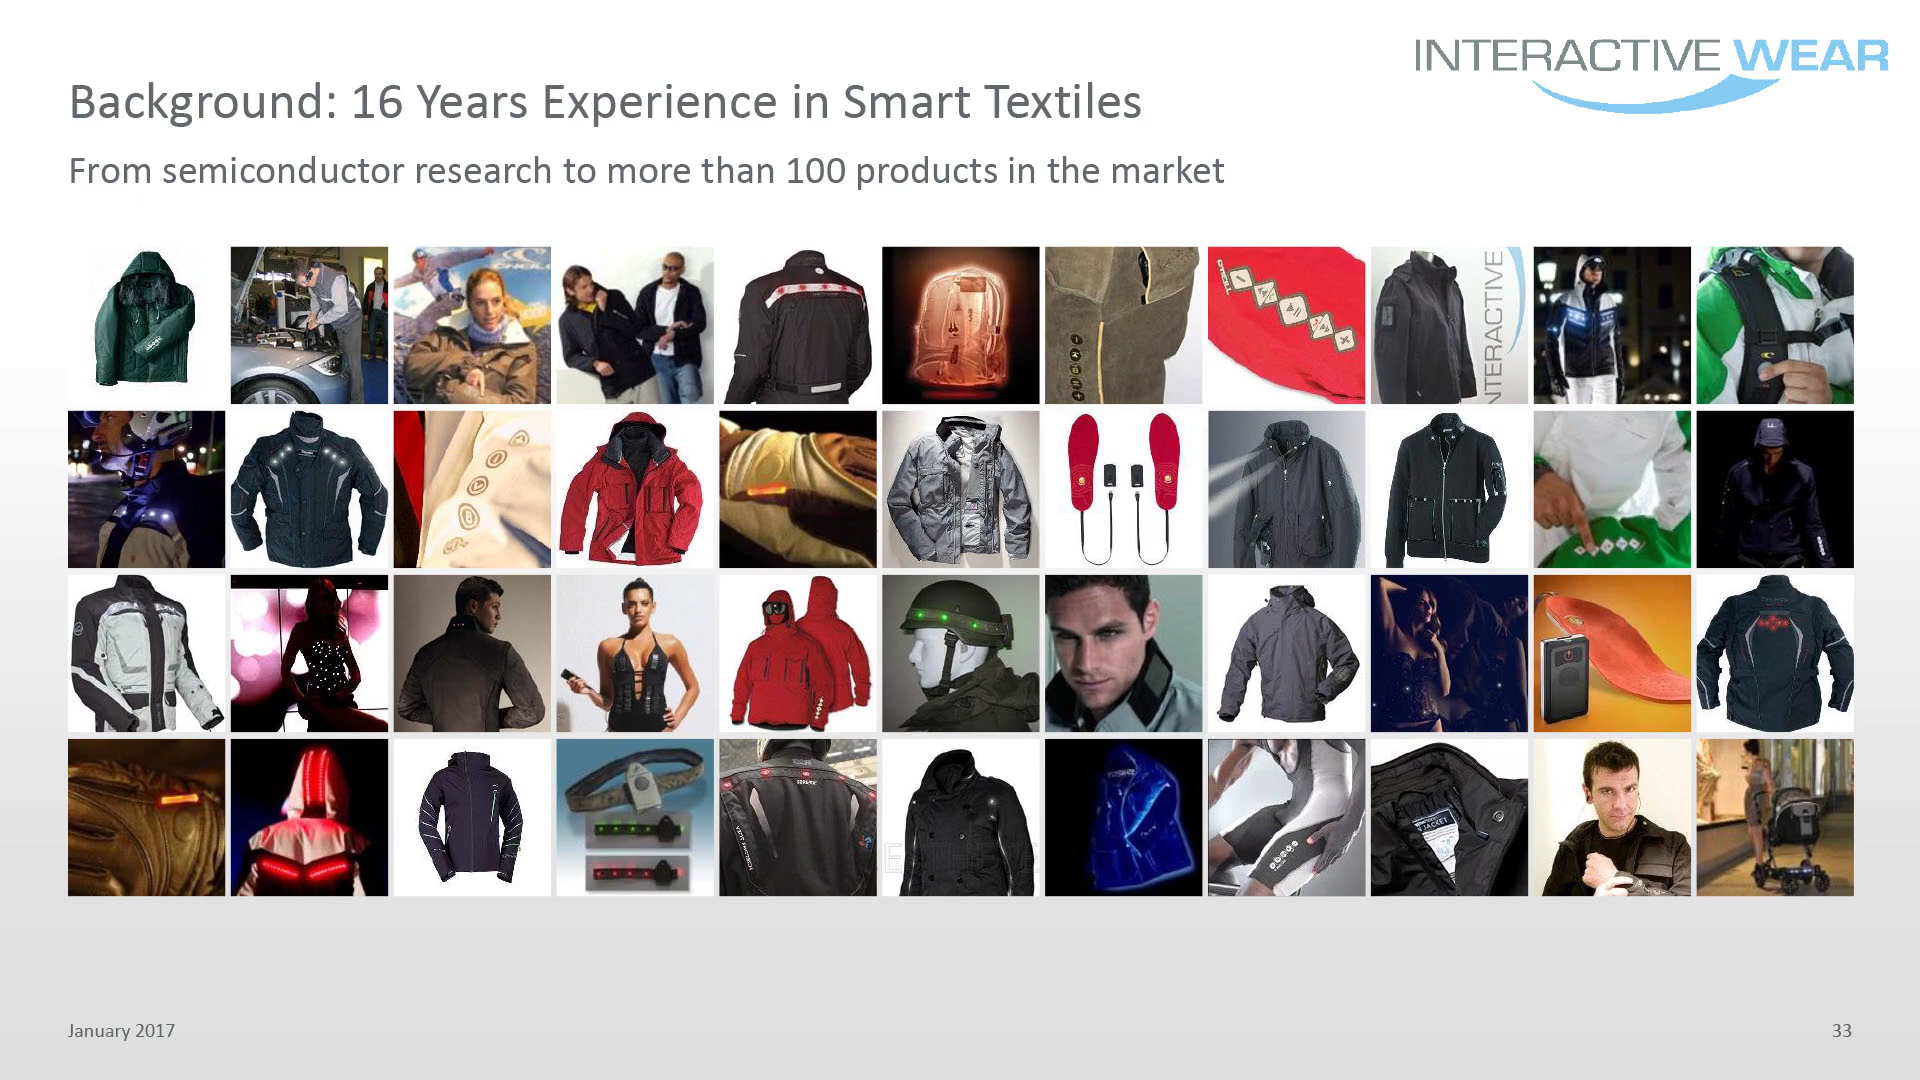 INTERACTIVE WEAR
Background: 16 Years Experience in Smart Textiles
From semiconductor research to more than 100 products in the market
INTERACTIVE
January 2017
33